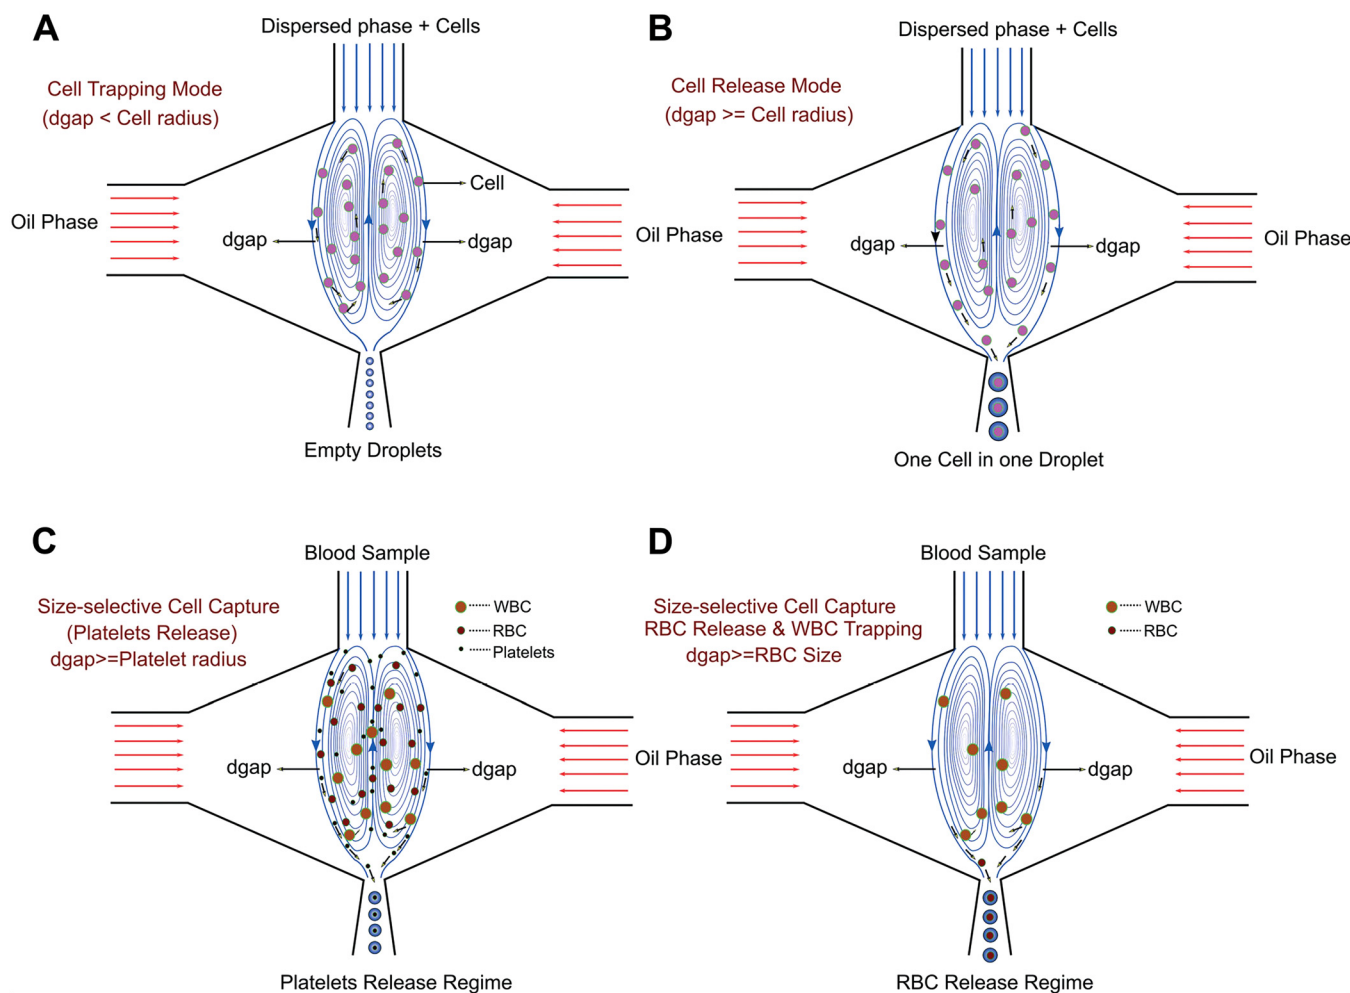 A
Dispersed phase + Cells
Cell Trapping Mode
(dgap < Cell radius)
Cell
Oil Phase
dgap
dgap
Empty Droplets
B
Dispersed phase + Cells
Cell Release Mode
(dgap >= Cell radius)
Oil Phase
dgap
dgap
Oil Phase
One Cell in one Droplet
C
Blood Sample
Size-selective Cell Capture
(Platelets Release)
dgap>=Platelet radius
WBC
RBC
Platelets
dgap
dgap
Oil Phase
Platelets Release Regime
D
Blood Sample
Size-selective Cell Capture
RBC Release & WBC Trapping
dgap>=RBC Size
WBC
RBC
dgap
dgap
Oil Phase
RBC Release Regime